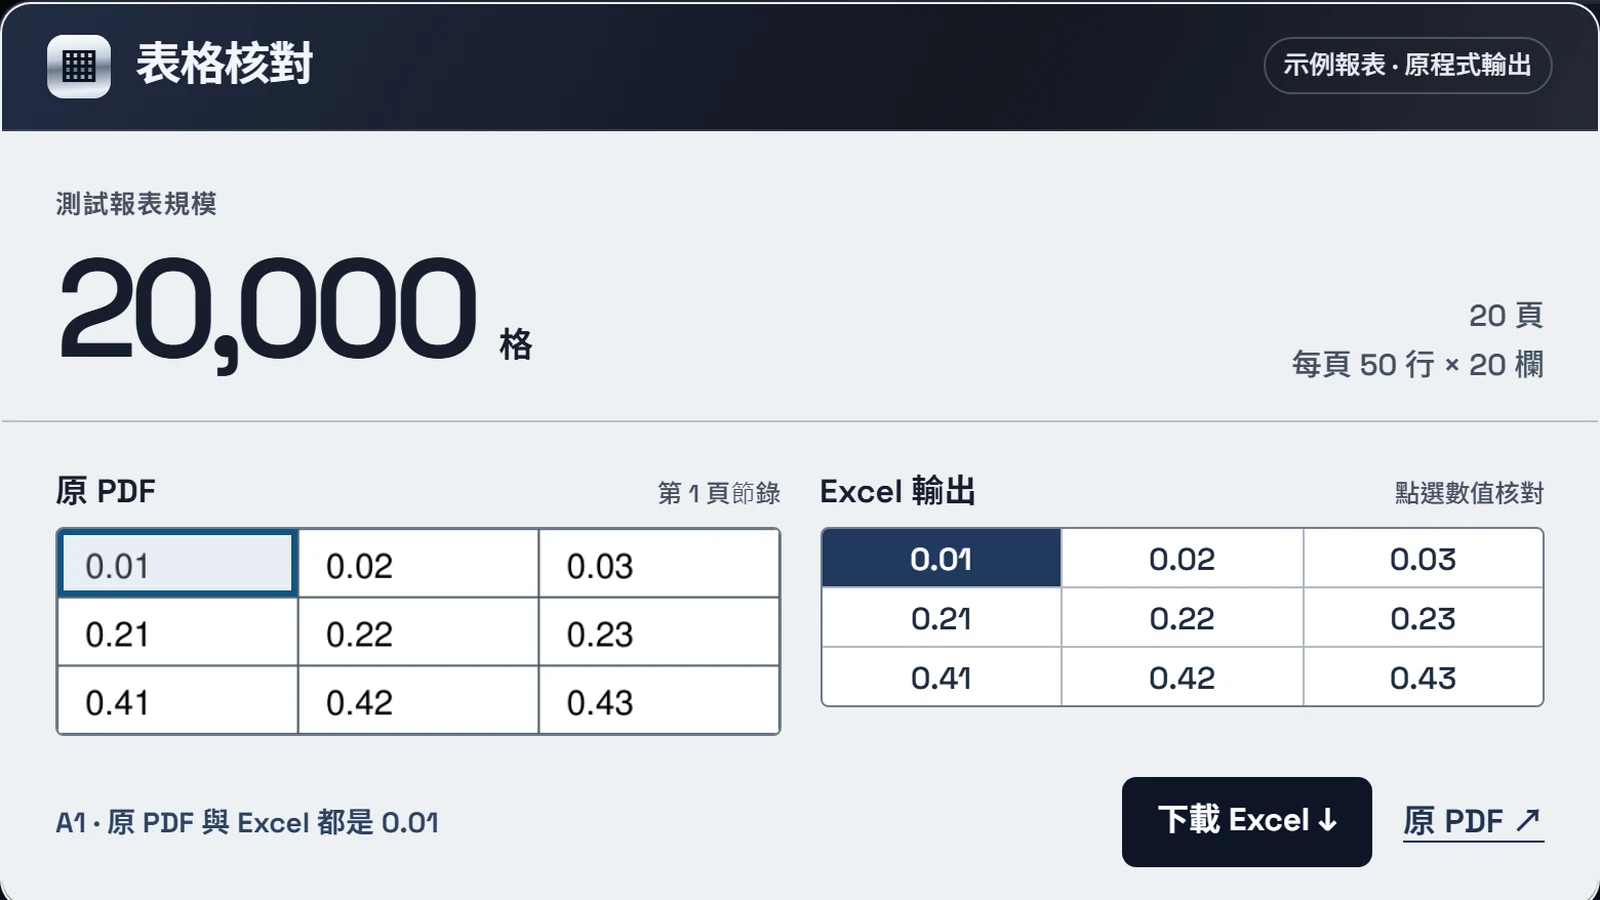 表格核對
示例報表 · 原程式輸出
測試報表規模
20,000 格
20 頁
每頁 50 行 × 20 欄
原 PDF
第 1 頁節錄
0.01 0.02 0.03
0.21 0.22 0.23
0.41 0.42 0.43
Excel 輸出
點選數值核對
0.01 0.02 0.03
0.21 0.22 0.23
0.41 0.42 0.43
A1 · 原 PDF 與 Excel 都是 0.01
下載 Excel ↓
原 PDF ↗